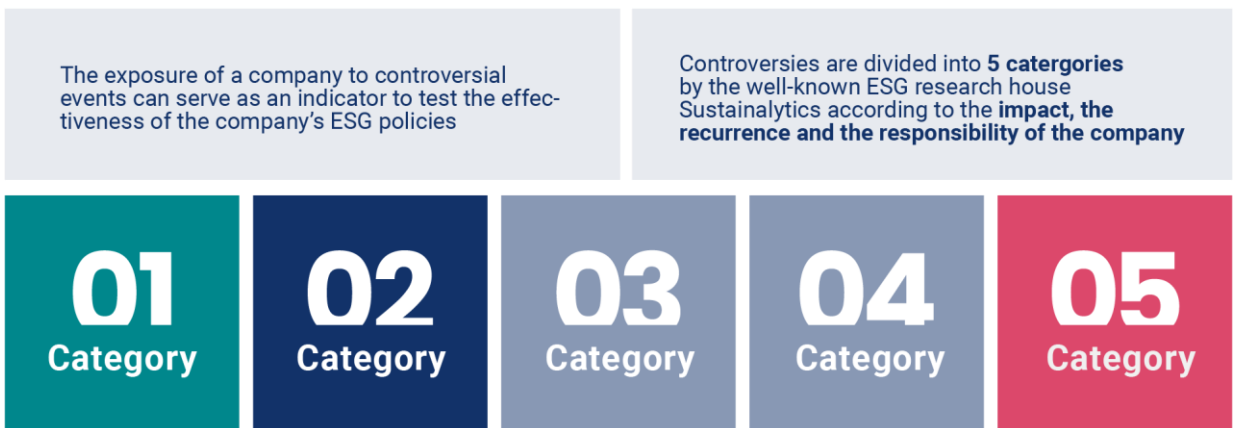 The exposure of a company to controversial
events can serve as an indicator to test the effec-
tiveness of the company's ESG policies
Controversies are divided into 5 catergories
by the well-known ESG research house
Sustainalytics according to the impact, the
recurrence and the responsibility of the company
01
Category
02
Category
03
Category
04
Category
05
Category